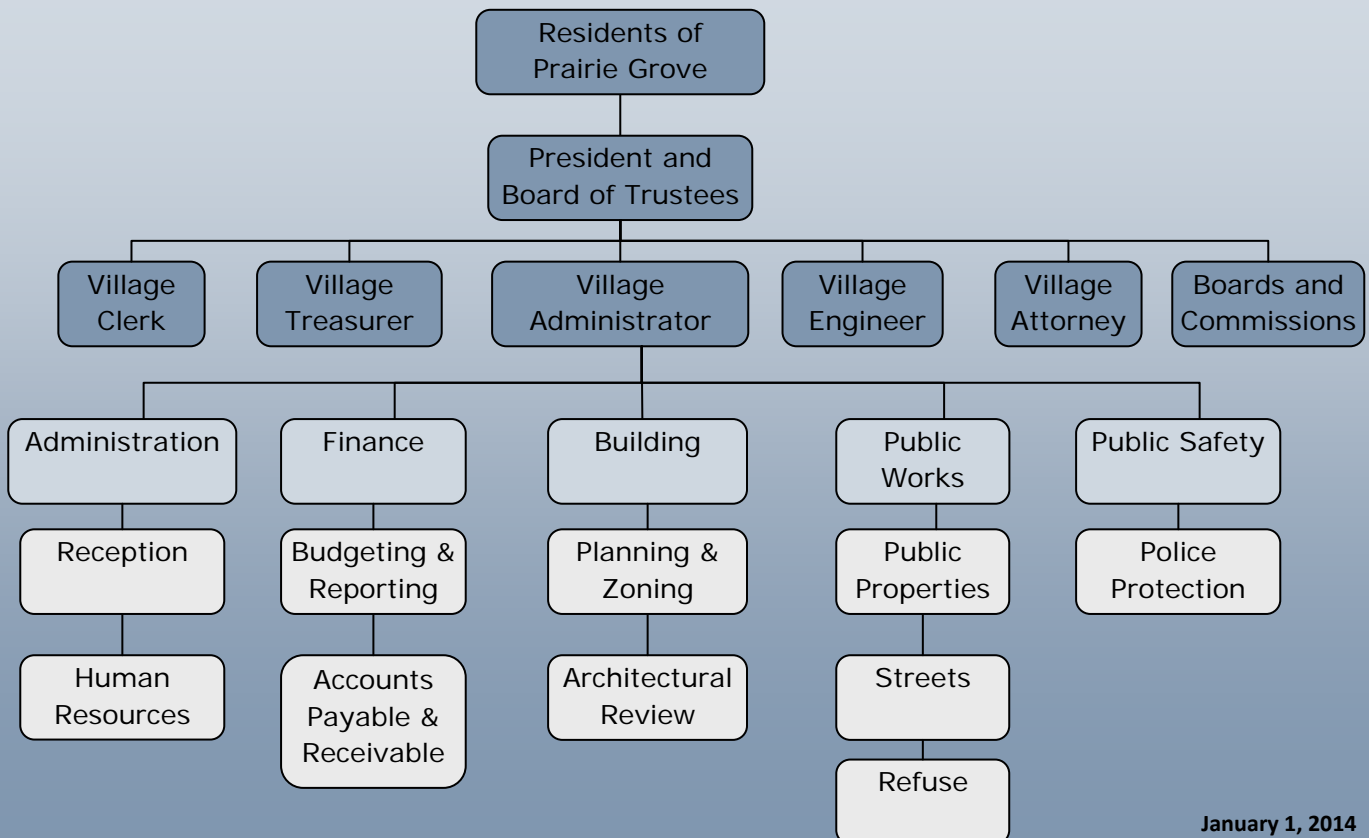 Residents of
Prairie Grove
President and
Board of Trustees
Village
Clerk
Village
Treasurer
Village
Administrator
Village
Engineer
Village
Attorney
Boards and
Commissions
Administration
Finance
Building
Public
Works
Public Safety
Reception
Budgeting &
Reporting
Planning &
Zoning
Public
Properties
Police
Protection
Human
Resources
Accounts
Payable &
Receivable
Architectural
Review
Streets
Refuse
January 1, 2014